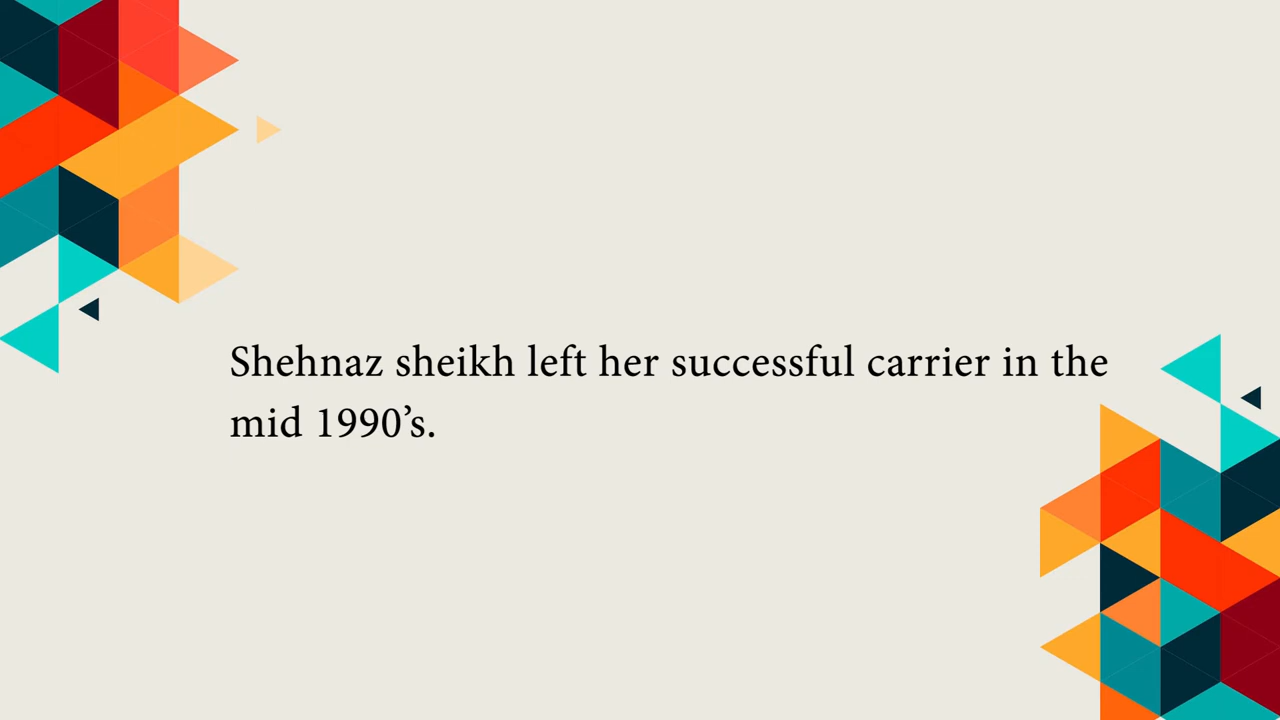 Shehnaz sheikh left her successful carrier in the
mid 1990’s.